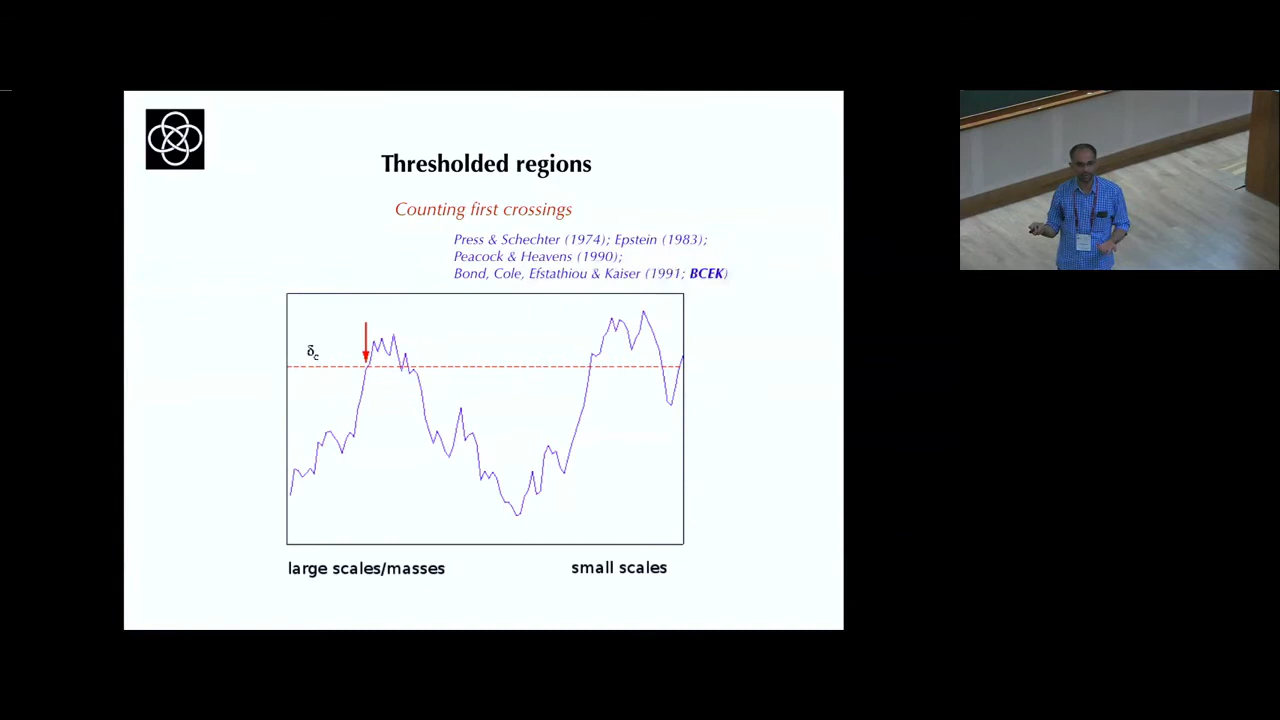 Thresholded regions
Counting first crossings
Press & Schechter (1974); Epstein (1983);
Peacock & Heavens (1990);
Bond, Cole, Efstathiou & Kaiser (1991; BCEK)
δc
large scales/masses
small scales